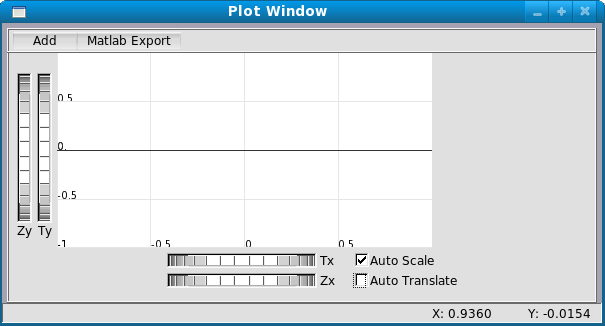 Plot Window
Add Matlab Export
0.5
0.
-0.5
-1 -0.5 0 0.5
Zy Ty
Tx Auto Scale
Zx Auto Translate
X: 0.9360 Y: -0.0154